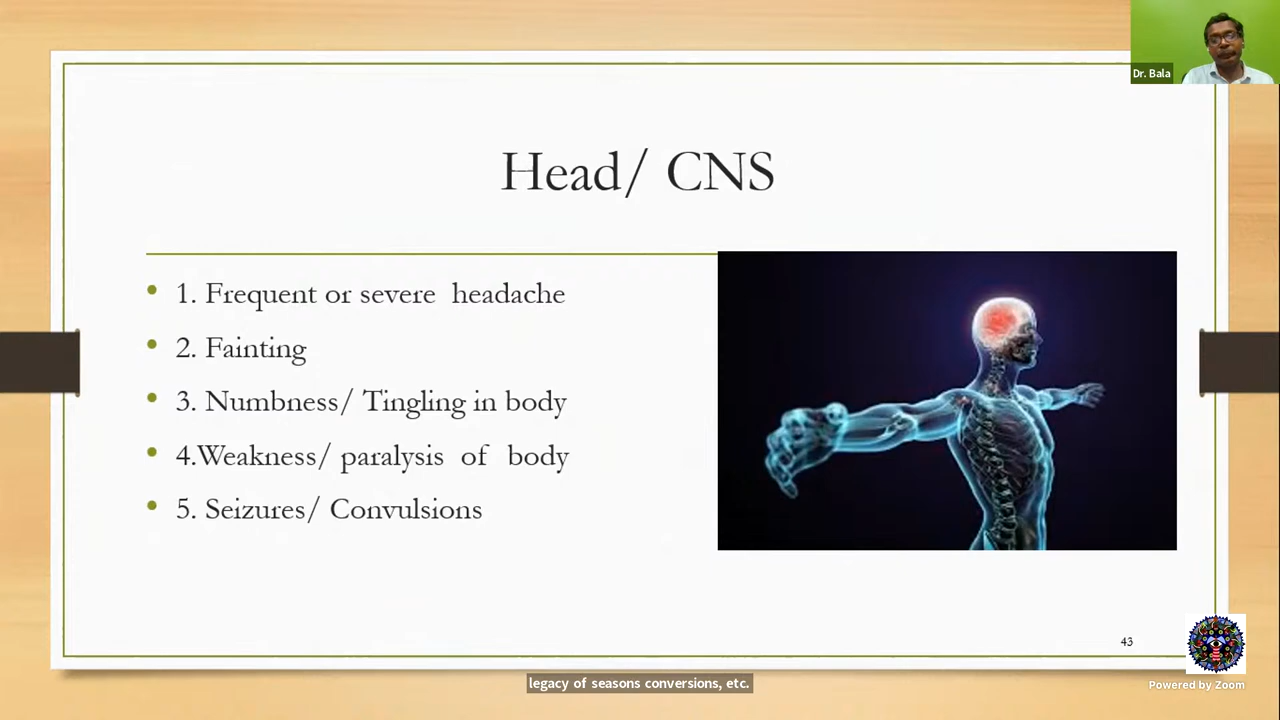 Dr. Bala
Head/ CNS
• 1. Frequent or severe headache
• 2. Fainting
• 3. Numbness/ Tingling in body
• 4.Weakness/ paralysis of body
• 5. Seizures/ Convulsions
43
legacy of seasons conversions, etc.
Powered by Zoom